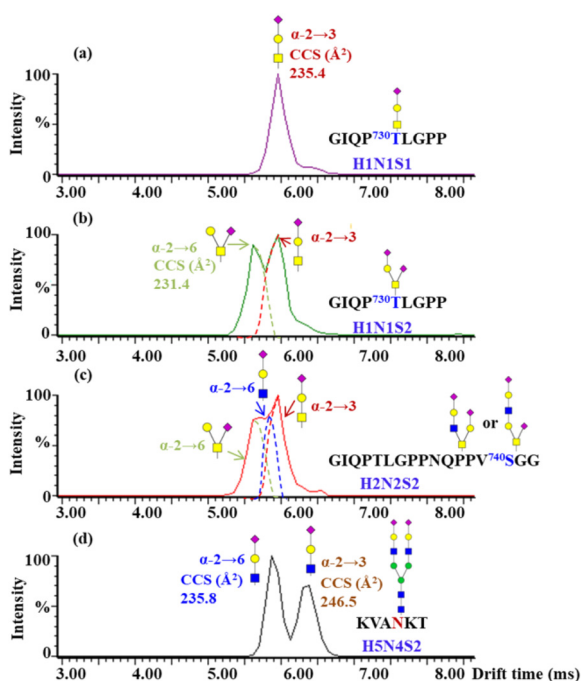 (a)
α-2→3
CCS (Å²)
235.4
Intensity
%
100
0
GIQP⁷³⁰TLGPP
H1N1S1
3.00 4.00 5.00 6.00 7.00 8.00
(b)
α-2→6
CCS (Å²)
231.4
α-2→3
Intensity
%
100
0
GIQP⁷³⁰TLGPP
H1N1S2
3.00 4.00 5.00 6.00 7.00 8.00
(c)
α-2→6
α-2→3
α-2→6
or
Intensity
%
100
0
GIQPTLGPPNQPPV⁷⁴⁰SGG
H2N2S2
3.00 4.00 5.00 6.00 7.00 8.00
(d)
α-2→6
CCS (Å²)
235.8
α-2→3
CCS (Å²)
246.5
Intensity
%
100
0
KVANKT
H5N4S2
3.00 4.00 5.00 6.00 7.00 8.00 Drift time (ms)